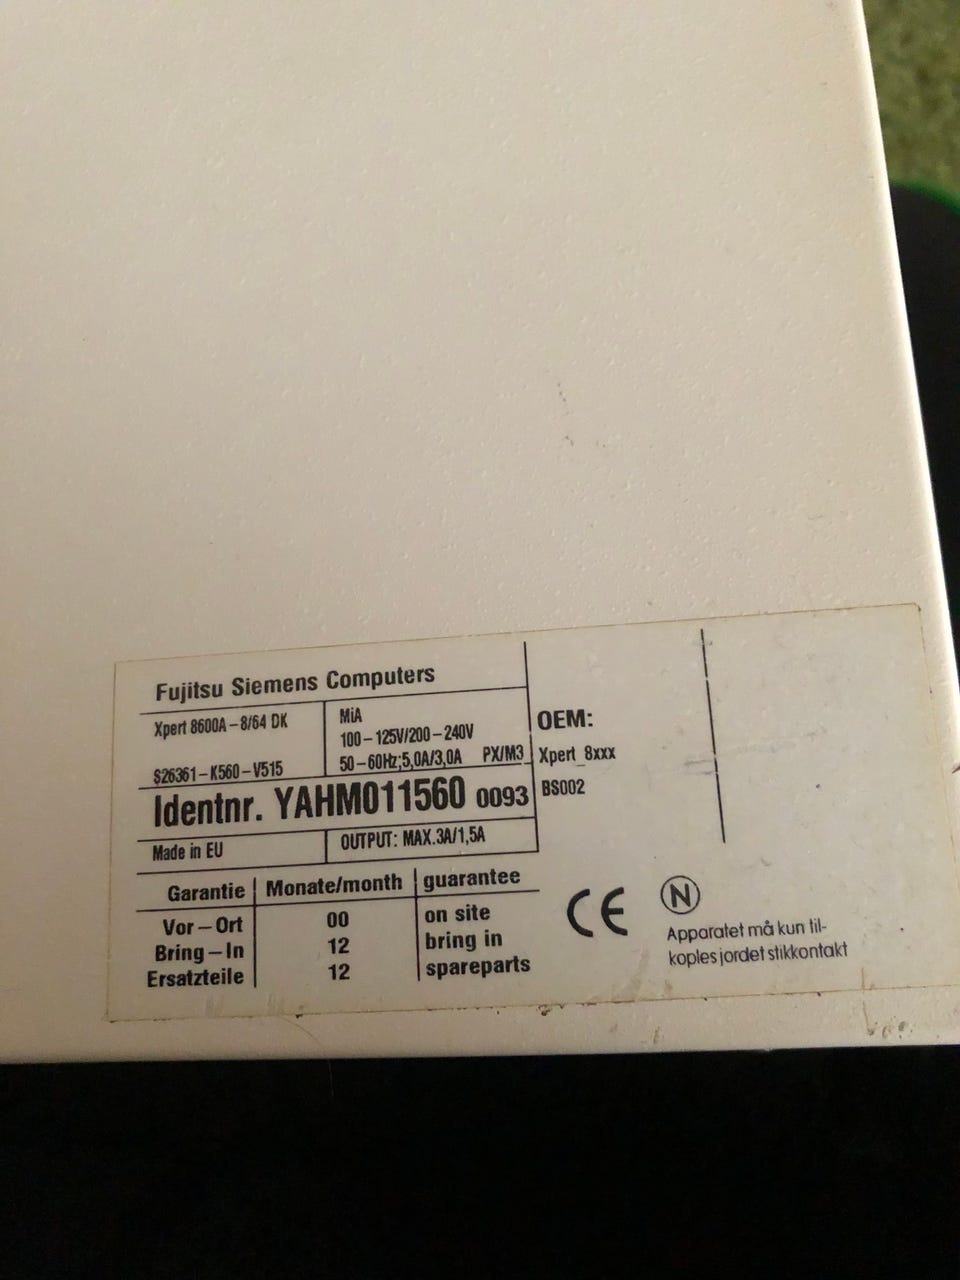 Fujitsu Siemens Computers
Xpert 8600A-8/64 DK
S26361-K560-V515
MiA
100-125V/200-240V
50-60Hz;5,0A/3,0A PX/M3
OEM:
Xpert_8xxx
BS002
Identnr. YAHM011560 0093
Made in EU
OUTPUT: MAX.3A/1,5A
Garantie Monate/month guarantee
Vor-Ort 00 on site
Bring-In 12 bring in
Ersatzteile 12 spareparts
CE
N
Apparatet må kun til-
koples jordet stikkontakt